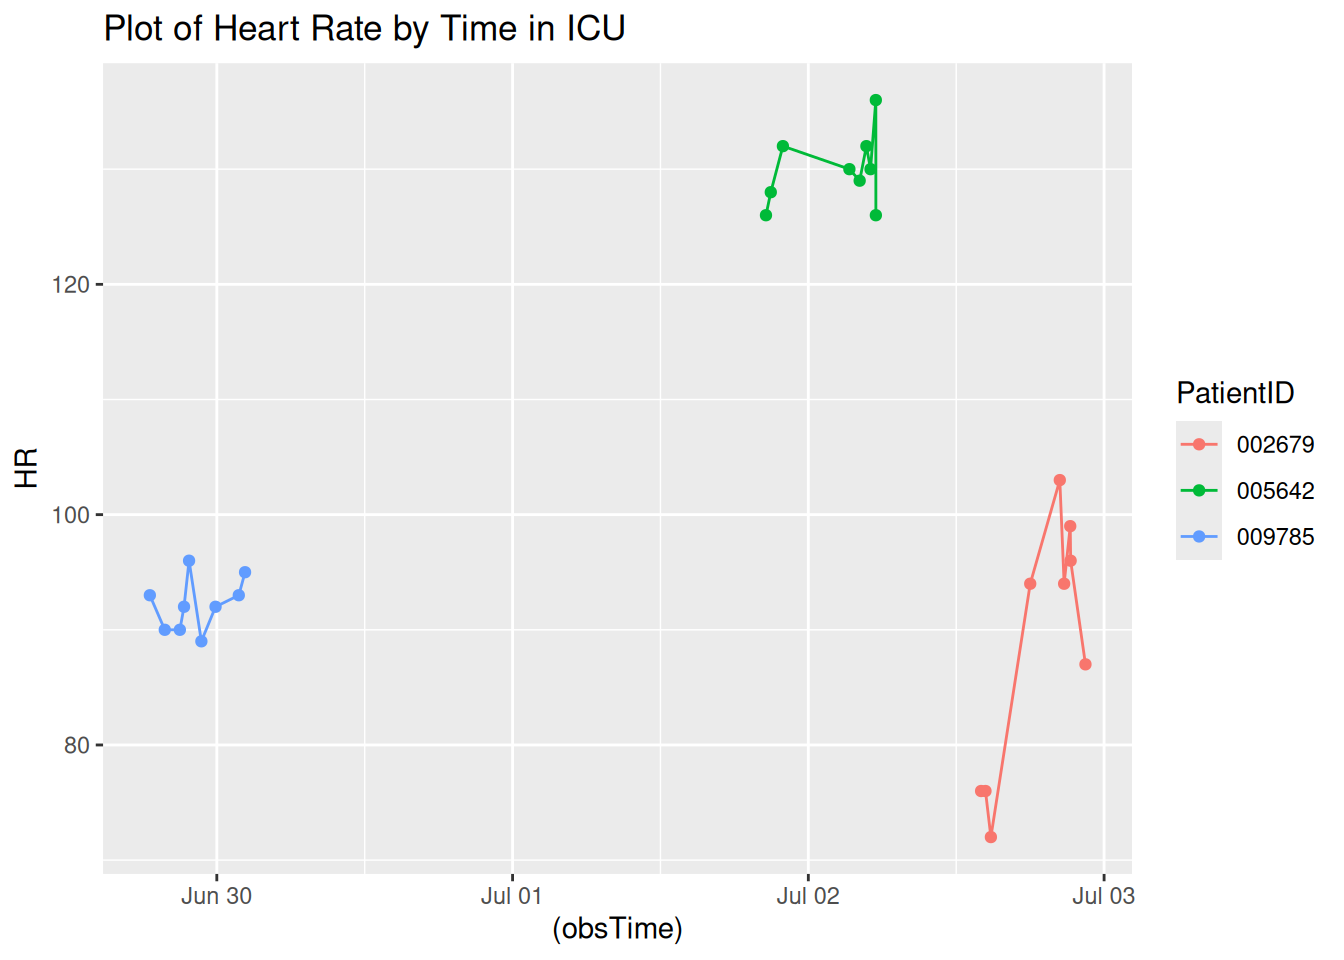 Plot of Heart Rate by Time in ICU
HR
120
100
80
Jun 30
Jul 01
Jul 02
Jul 03
(obsTime)
PatientID
002679
005642
009785